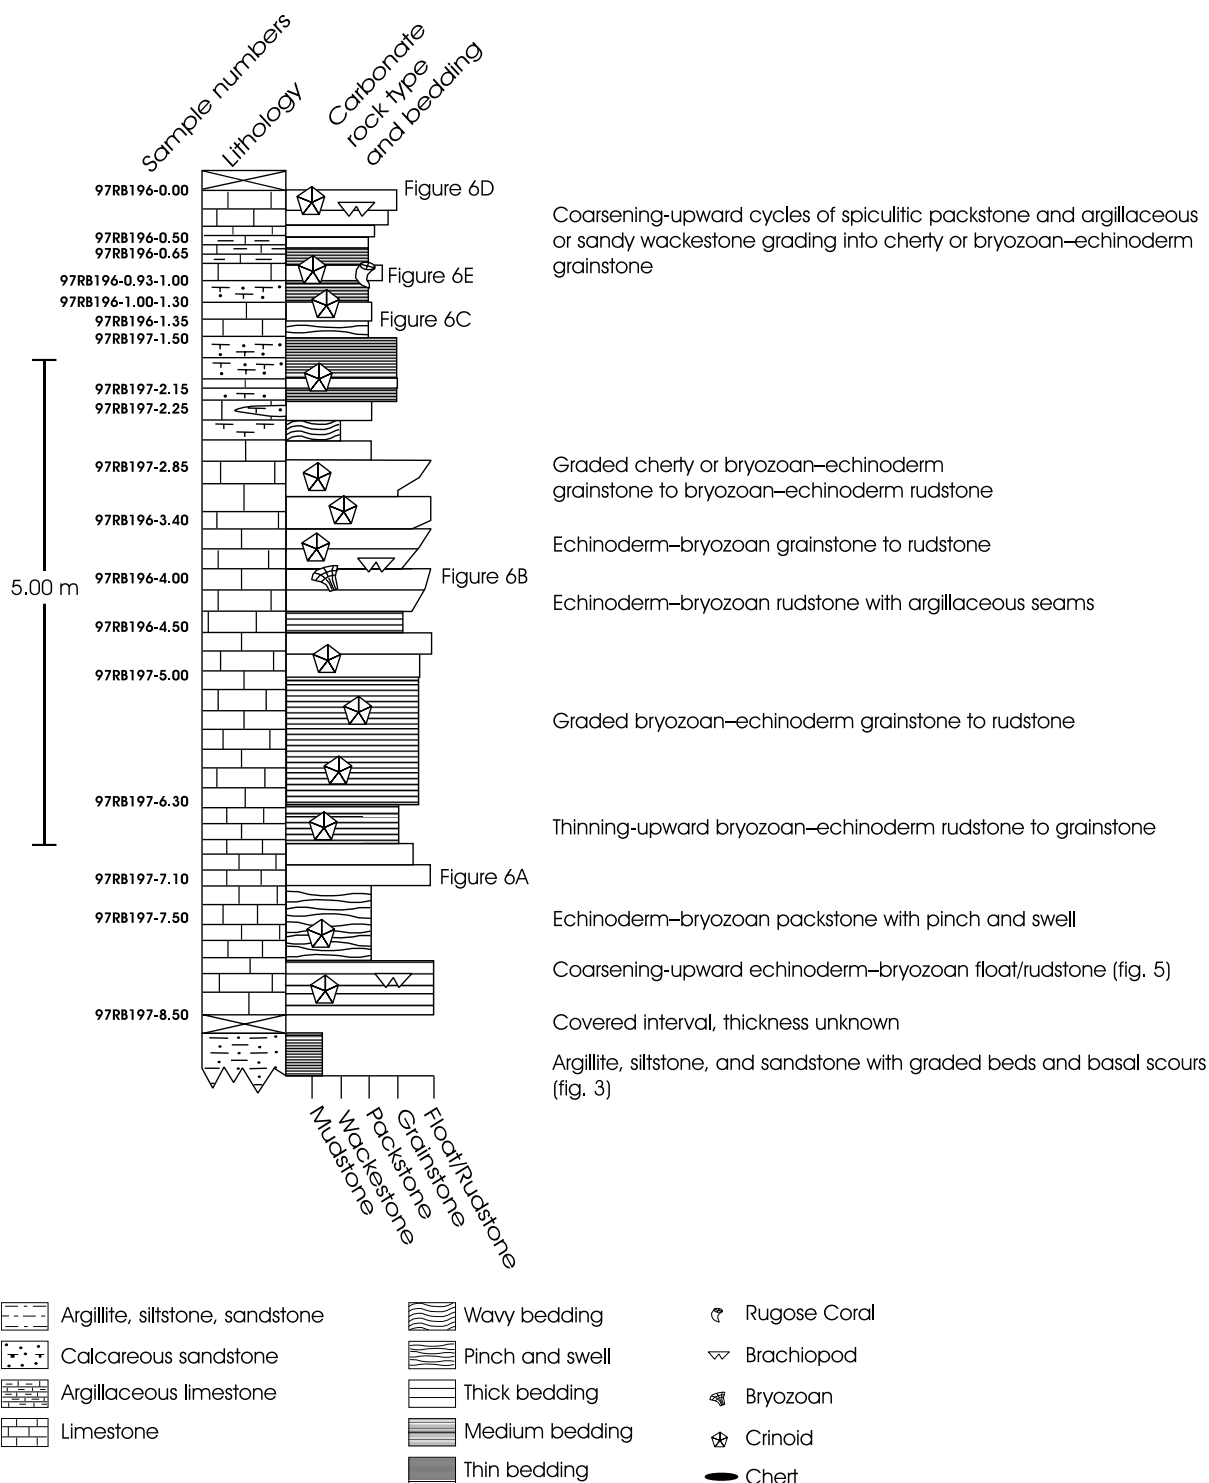 Sample numbers
Lithology
Carbonate
rock type
and bedding
97RB196-0.00
Figure 6D
Coarsening-upward cycles of spiculitic packstone and argillaceous
or sandy wackestone grading into cherty or bryozoan–echinoderm
grainstone
97RB196-0.50
97RB196-0.65
97RB196-0.93-1.00
Figure 6E
97RB196-1.00-1.30
97RB196-1.35
Figure 6C
97RB197-1.50
97RB197-2.15
97RB197-2.25
97RB197-2.85
Graded cherty or bryozoan–echinoderm
grainstone to bryozoan–echinoderm rudstone
97RB196-3.40
Echinoderm–bryozoan grainstone to rudstone
5.00 m
97RB196-4.00
Figure 6B
Echinoderm–bryozoan rudstone with argillaceous seams
97RB196-4.50
97RB197-5.00
Graded bryozoan–echinoderm grainstone to rudstone
97RB197-6.30
Thinning-upward bryozoan–echinoderm rudstone to grainstone
97RB197-7.10
Figure 6A
97RB197-7.50
Echinoderm–bryozoan packstone with pinch and swell
Coarsening-upward echinoderm–bryozoan float/rudstone (fig. 5)
97RB197-8.50
Covered interval, thickness unknown
Argillite, siltstone, and sandstone with graded beds and basal scours
(fig. 3)
Mudstone
Wackestone
Packstone
Grainstone
Float/Rudstone
Argillite, siltstone, sandstone
Calcareous sandstone
Argillaceous limestone
Limestone
Wavy bedding
Pinch and swell
Thick bedding
Medium bedding
Thin bedding
Rugose Coral
Brachiopod
Bryozoan
Crinoid
Chert